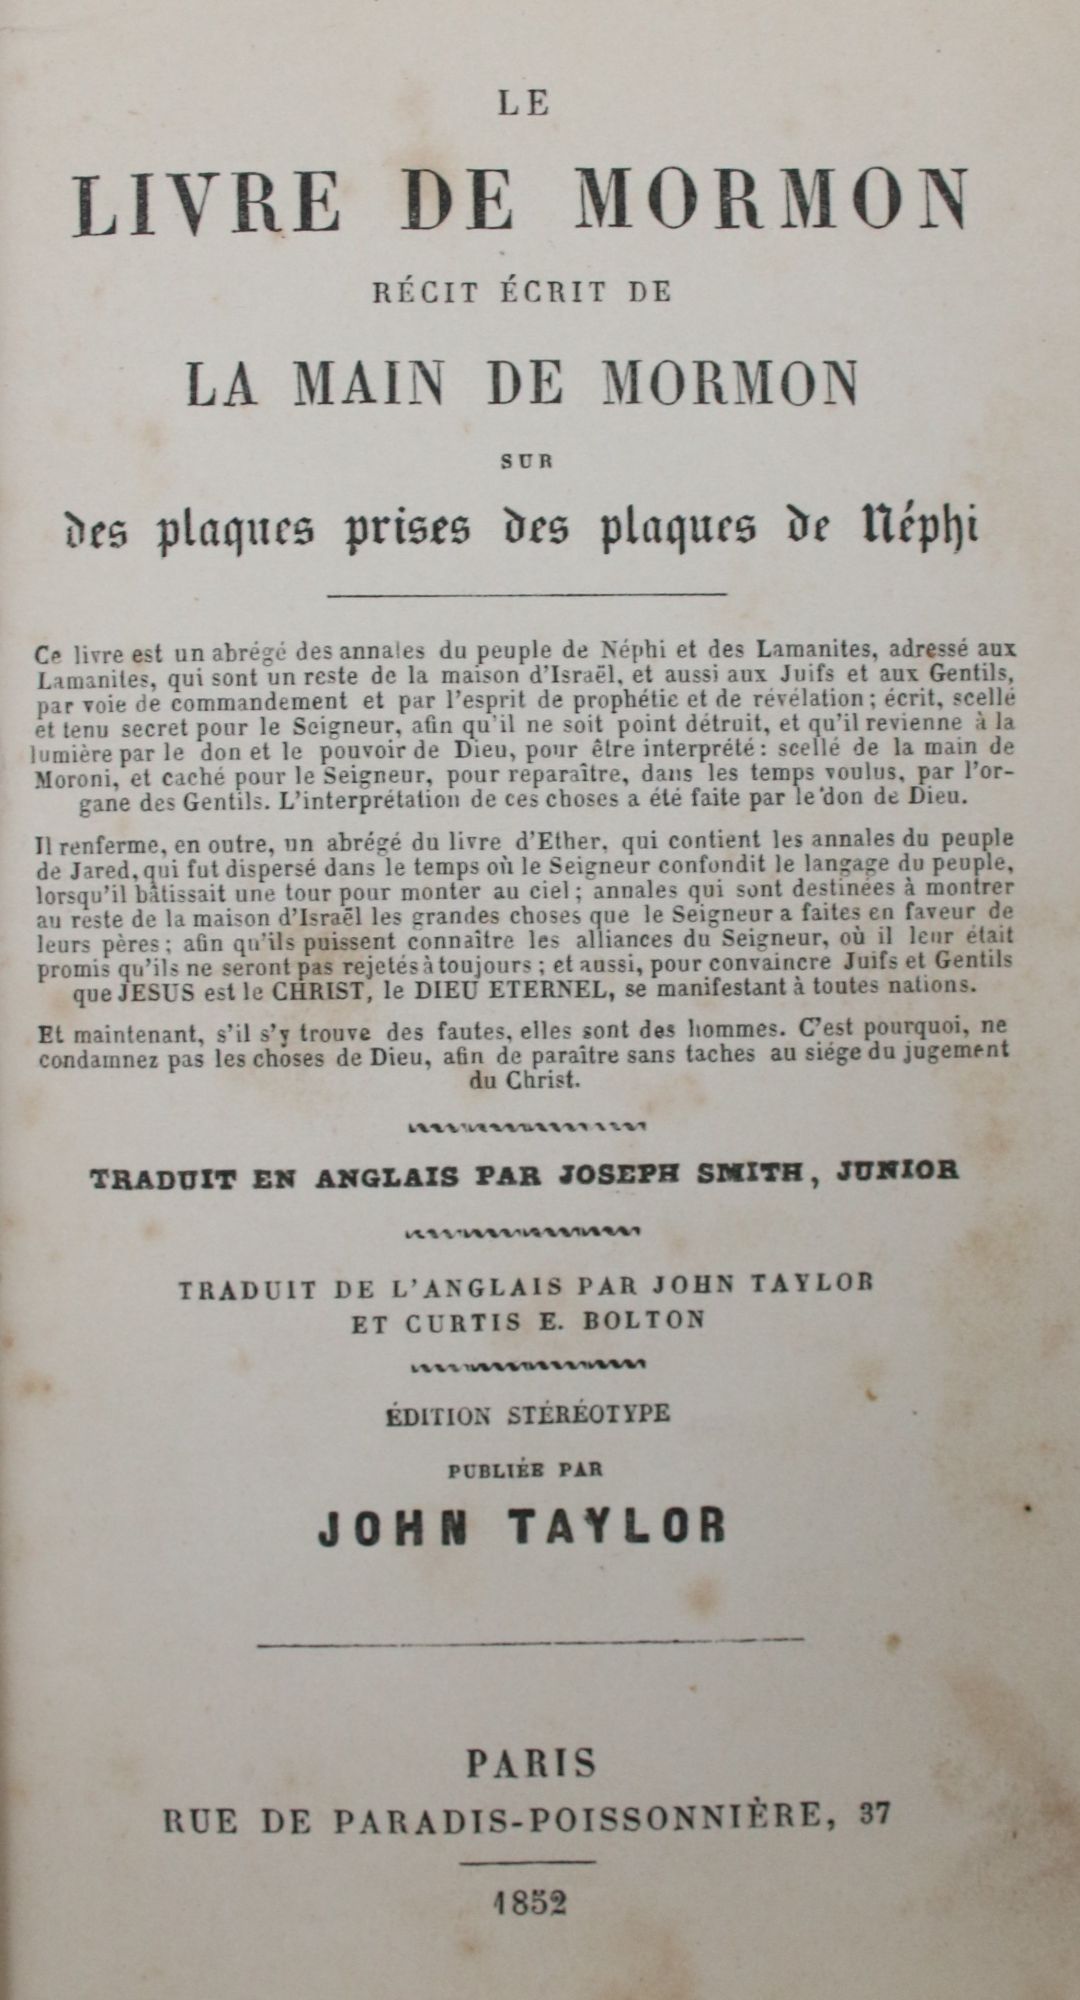 LE
LIVRE DE MORMON
RÉCIT ÉCRIT DE
LA MAIN DE MORMON
SUR
des plaques prises des plaques de Néphi
Ce livre est un abrégé des annales du peuple de Néphi et des Lamanites, adressé aux
Lamanites, qui sont un reste de la maison d'Israël, et aussi aux Juifs et aux Gentils,
par voie de commandement et par l'esprit de prophétie et de révélation; écrit, scellé
et tenu secret pour le Seigneur, afin qu'il ne soit point détruit, et qu'il revienne à la
lumière par le don et le pouvoir de Dieu, pour être interprété: scellé de la main de
Moroni, et caché pour le Seigneur, pour reparaître, dans les temps voulus, par l'or-
gane des Gentils. L'interprétation de ces choses a été faite par le don de Dieu.
Il renferme, en outre, un abrégé du livre d'Ether, qui contient les annales du peuple
de Jared, qui fut dispersé dans le temps où le Seigneur confondit le langage du peuple,
lorsqu'il bâtissait une tour pour monter au ciel; annales qui sont destinées à montrer
au reste de la maison d'Israël les grandes choses que le Seigneur a faites en faveur de
leurs pères; afin qu'ils puissent connaître les alliances du Seigneur, où il leur était
promis qu'ils ne seront pas rejetés à toujours; et aussi, pour convaincre Juifs et Gentils
que JESUS est le CHRIST, le DIEU ETERNEL, se manifestant à toutes nations.
Et maintenant, s'il s'y trouve des fautes, elles sont des hommes. C'est pourquoi, ne
condamnez pas les choses de Dieu, afin de paraître sans taches au siége du jugement
du Christ.
TRADUIT EN ANGLAIS PAR JOSEPH SMITH, JUNIOR
TRADUIT DE L'ANGLAIS PAR JOHN TAYLOR
ET CURTIS E. BOLTON
ÉDITION STÉRÉOTYPE
PUBLIÉE PAR
JOHN TAYLOR
PARIS
RUE DE PARADIS-POISSONNIÈRE, 37
1852